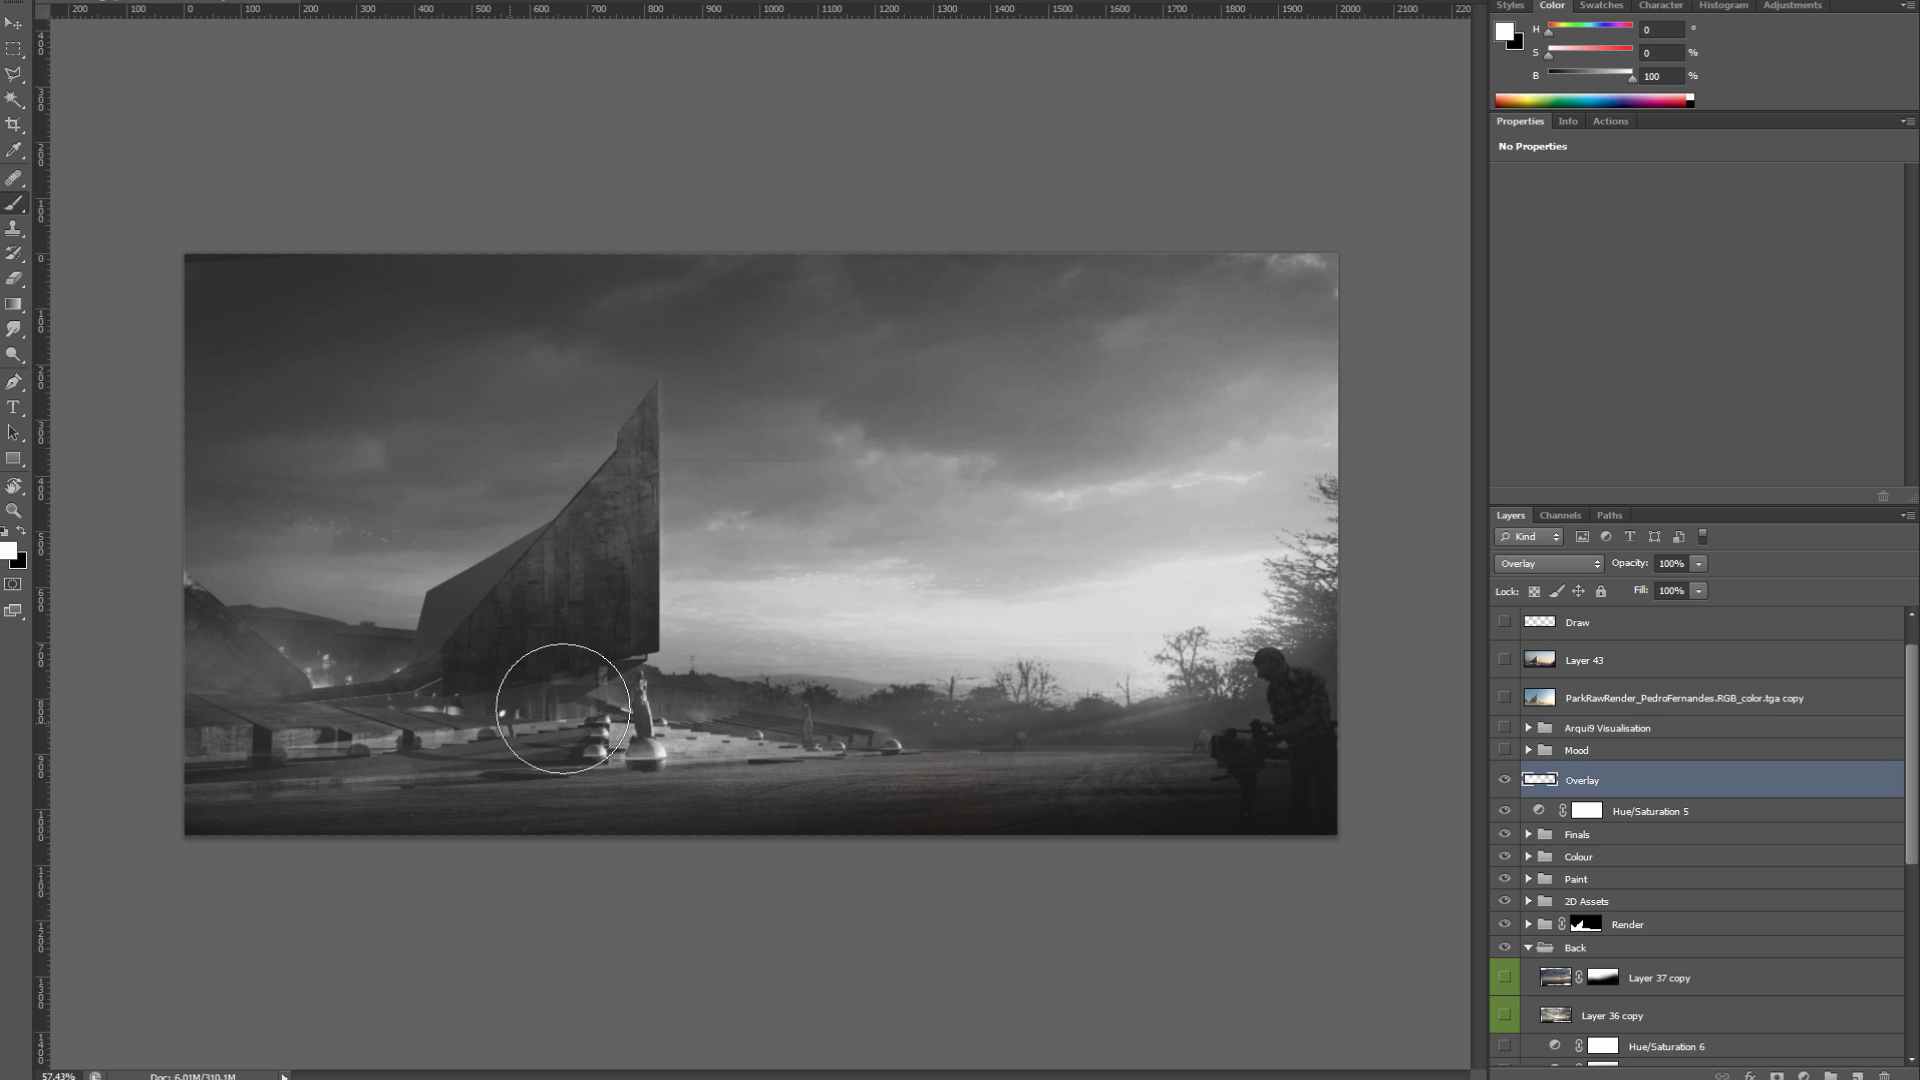 200 100 0 100 200 300 400 500 600 700 800 900 1000 1100 1200 1300 1400 1500 1600 1700 1800 1900 2000 2100 220
Styles Color Swatches Character Histogram Adjustments
H 0 °
S 0 %
B 100 %
Properties Info Actions
No Properties
Layers Channels Paths
Kind
Overlay Opacity: 100%
Lock: Fill: 100%
Draw
Layer 43
ParkRawRender_PedroFernandes.RGB_color.tga copy
Arqui9 Visualisation
Mood
Overlay
Hue/Saturation 5
Finals
Colour
Paint
2D Assets
Render
Back
Layer 37 copy
Layer 36 copy
Hue/Saturation 6
57.43% Doc: 6.01M/310.1M